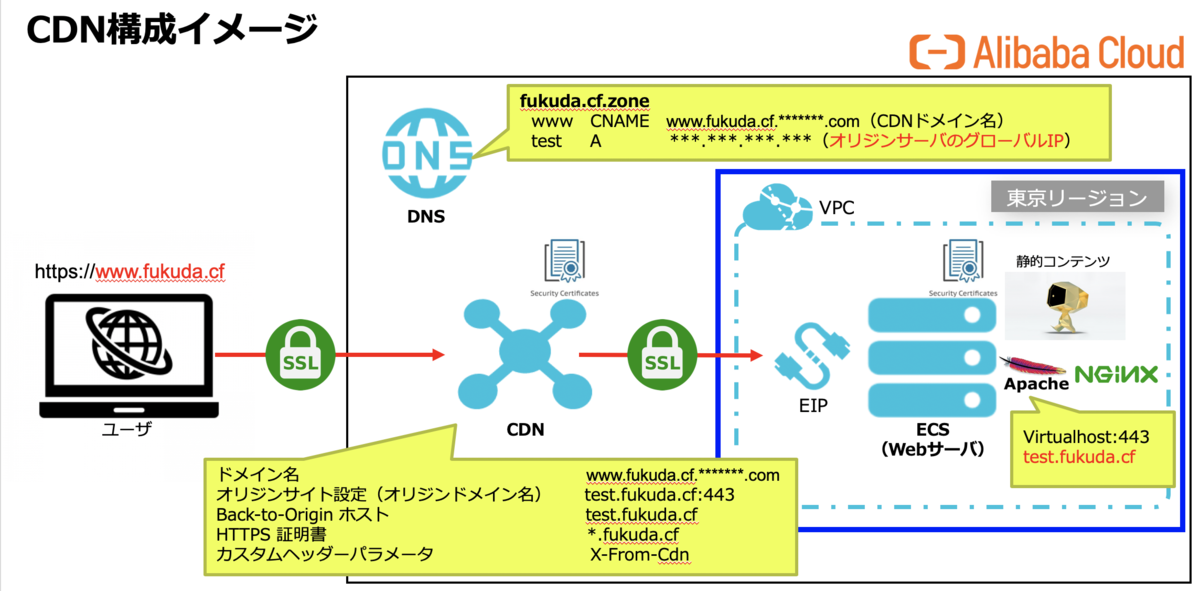 CDN構成イメージ
Alibaba Cloud
fukuda.cf.zone
www CNAME www.fukuda.cf.*******.com（CDNドメイン名）
test A ***.***.***.***（オリジンサーバのグローバルIP）
DNS
DNS
東京リージョン
VPC
https://www.fukuda.cf
Security Certificates
Security Certificates
静的コンテンツ
SSL
SSL
Apache
NGINX
EIP
ユーザ
CDN
ECS
（Webサーバ）
Virtualhost:443
test.fukuda.cf
ドメイン名 www.fukuda.cf.*******.com
オリジンサイト設定（オリジンドメイン名） test.fukuda.cf:443
Back-to-Origin ホスト test.fukuda.cf
HTTPS 証明書 *.fukuda.cf
カスタムヘッダーパラメータ X-From-Cdn